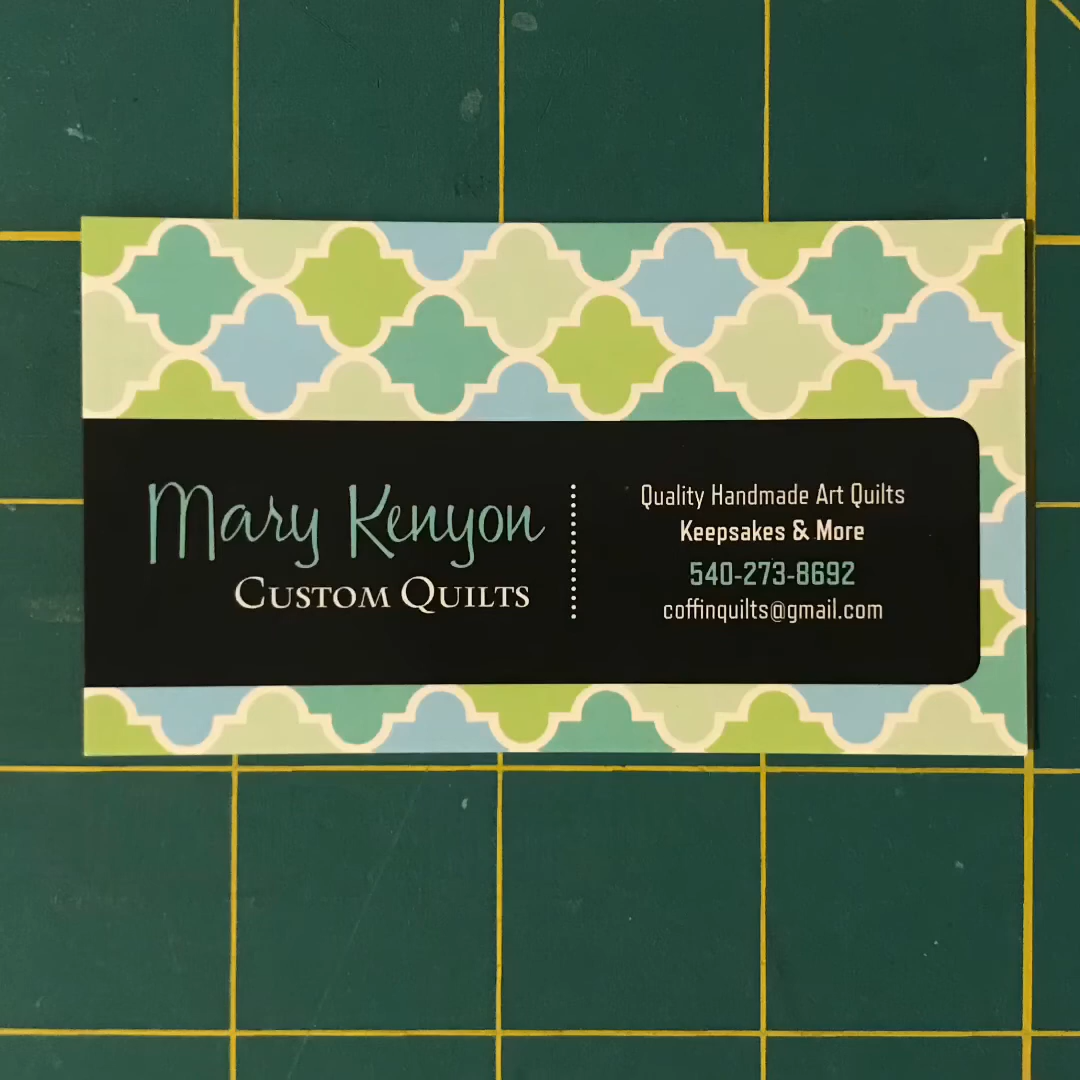 Mary Kenyon
Custom Quilts
Quality Handmade Art Quilts
Keepsakes & More
540-273-8692
coffinquilts@gmail.com